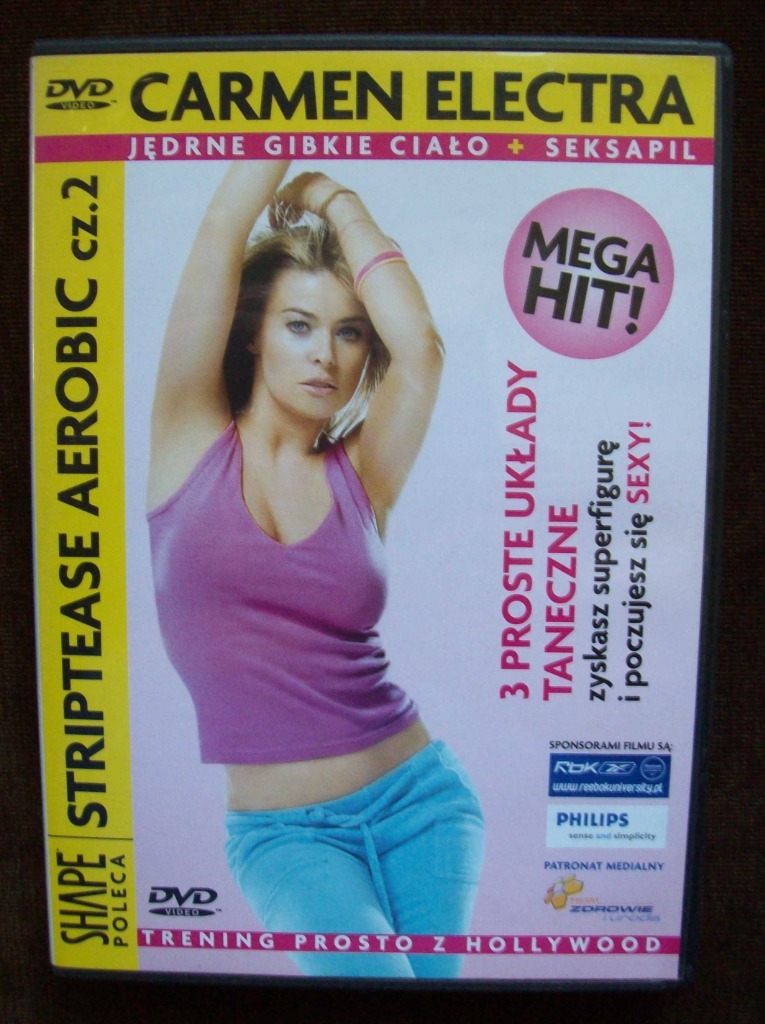 DVD
VIDEO
CARMEN ELECTRA
JĘDRNE GIBKIE CIAŁO + SEKSAPIL
STRIPTEASE AEROBIC cz.2
MEGA
HIT!
3 PROSTE UKŁADY
TANECZNE
zyskasz superfigurę
i poczujesz się SEXY!
SPONSORAMI FILMU SĄ:
Rbk
www.reebokuniversity.pl
PHILIPS
sense and simplicity
PATRONAT MEDIALNY
ZDROWIE
i uroda
SHAPE
POLECA
DVD
VIDEO
TRENING PROSTO Z HOLLYWOOD